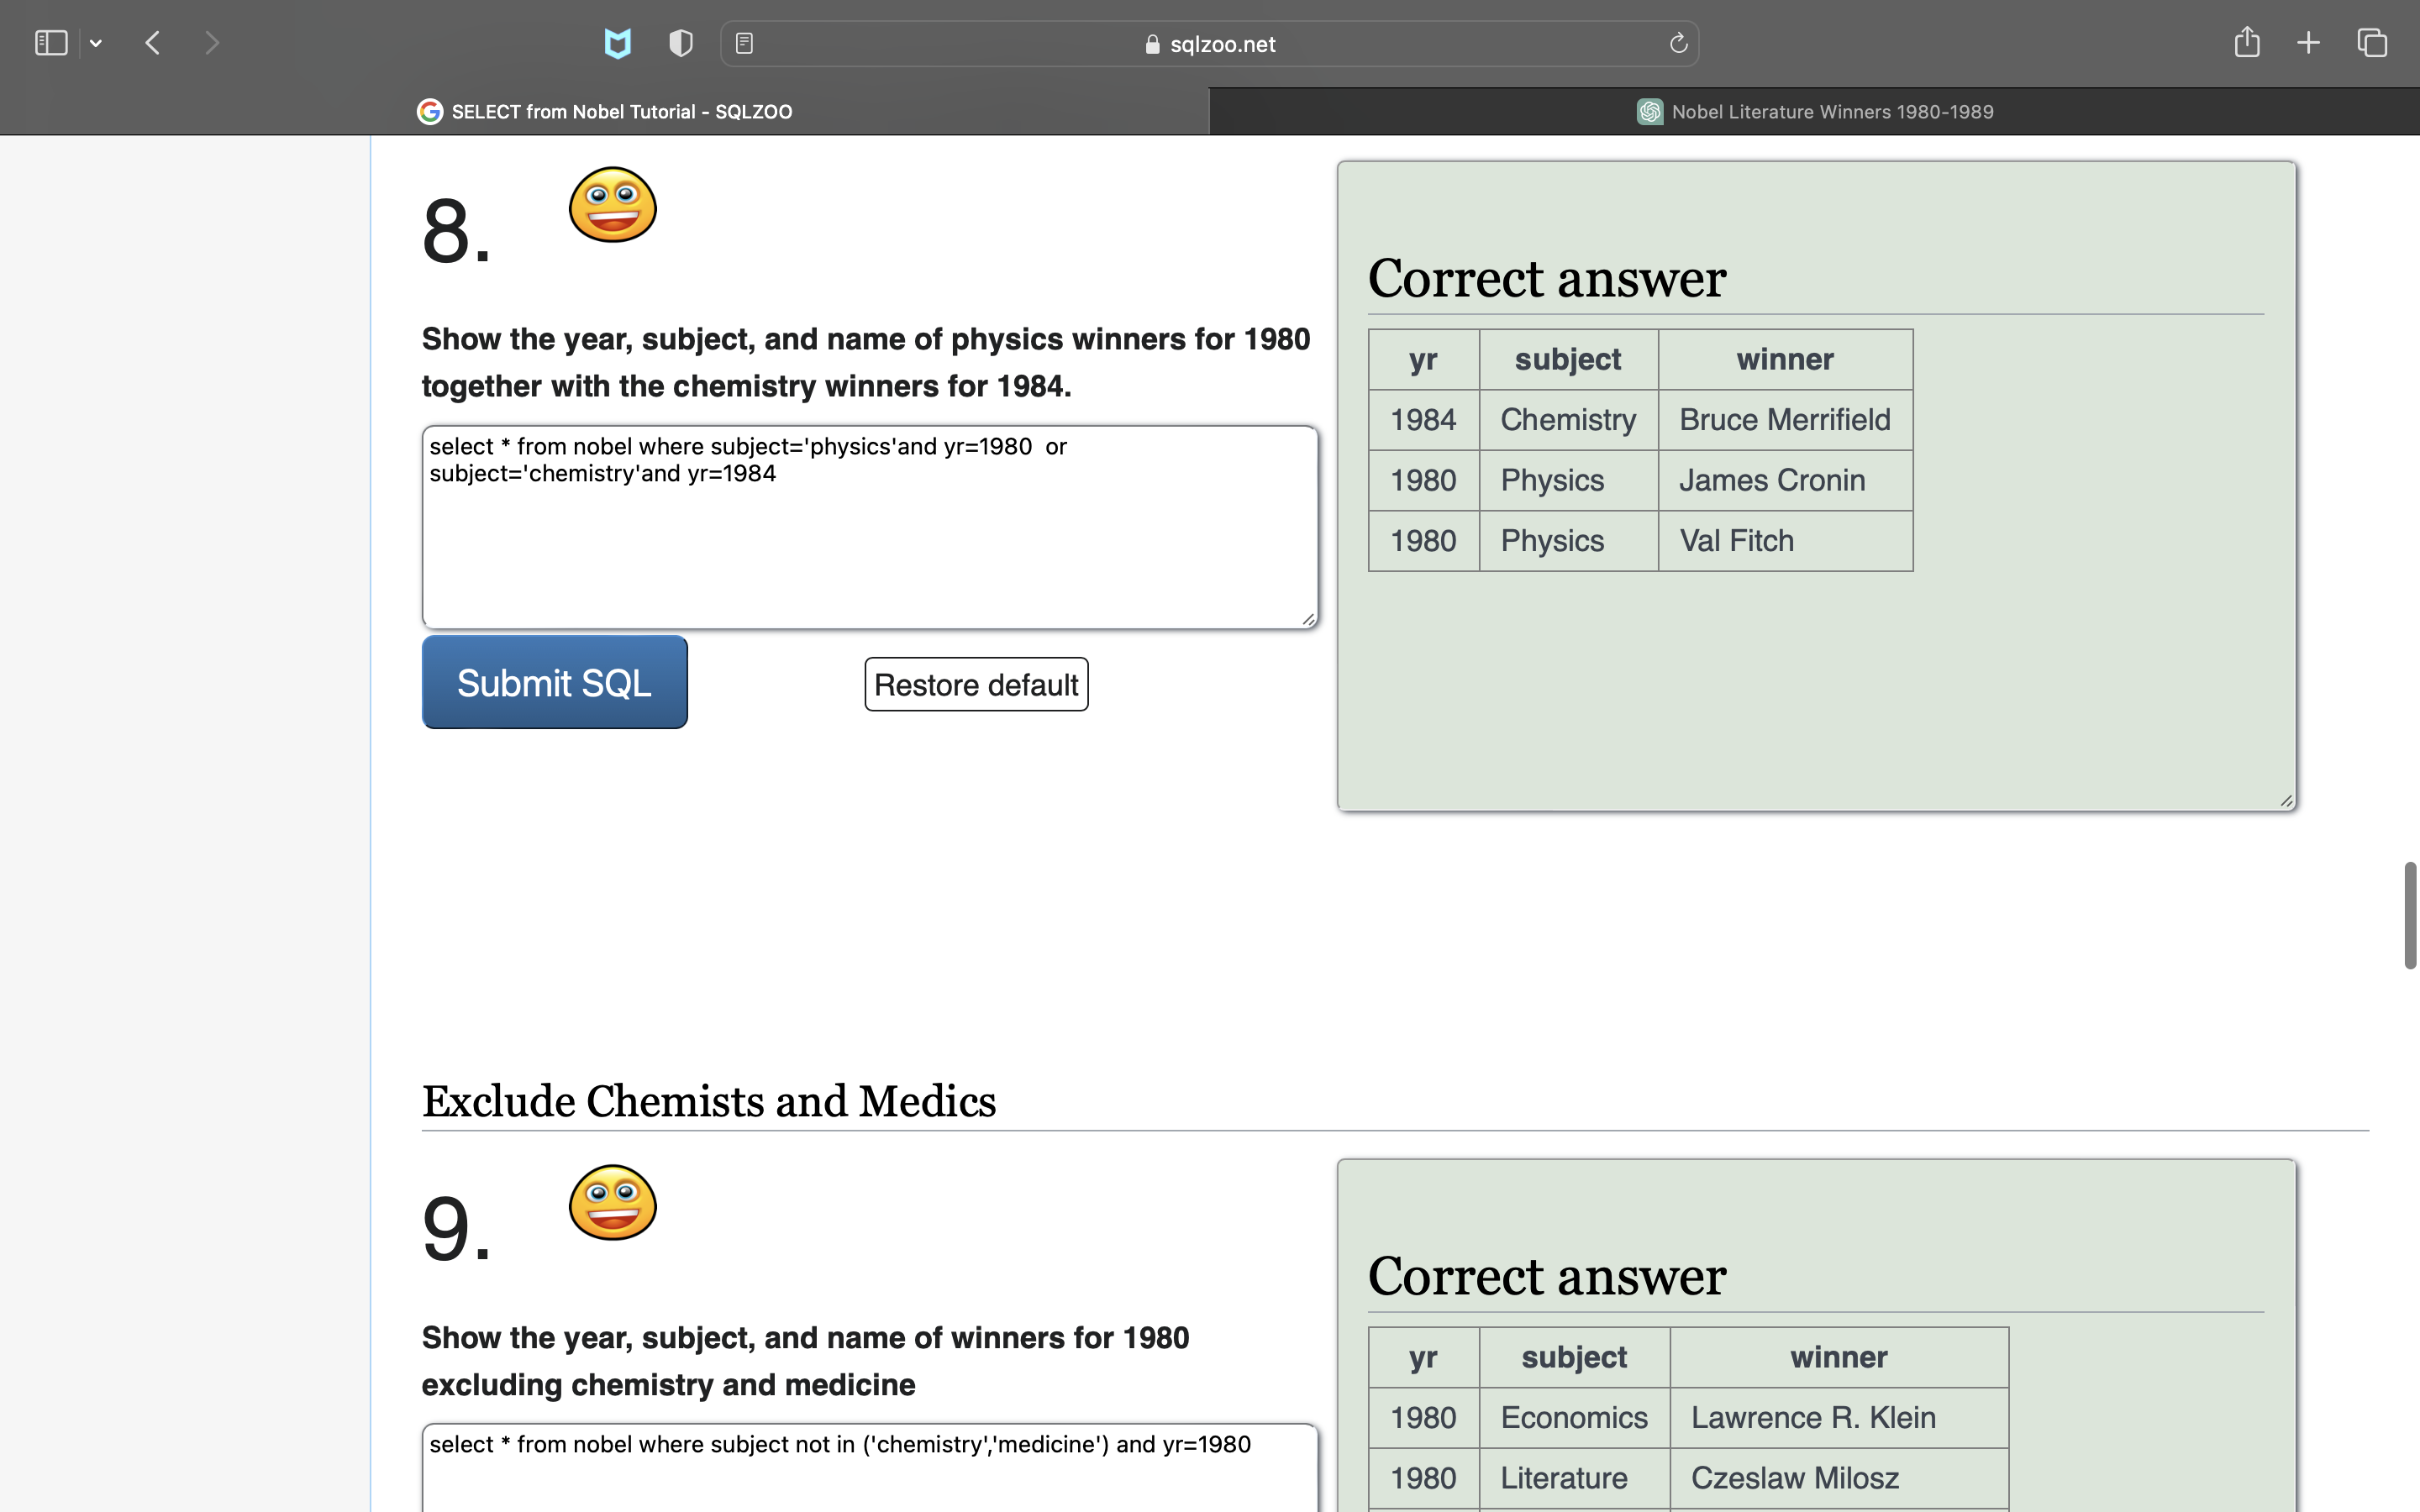 sqlzoo.net
SELECT from Nobel Tutorial - SQLZOO
Nobel Literature Winners 1980-1989
8.
Show the year, subject, and name of physics winners for 1980
together with the chemistry winners for 1984.
select * from nobel where subject='physics'and yr=1980  or
subject='chemistry'and yr=1984
Submit SQL
Restore default
Correct answer
yr subject winner
1984 Chemistry Bruce Merrifield
1980 Physics James Cronin
1980 Physics Val Fitch
Exclude Chemists and Medics
9.
Show the year, subject, and name of winners for 1980
excluding chemistry and medicine
select * from nobel where subject not in ('chemistry','medicine') and yr=1980
Correct answer
yr subject winner
1980 Economics Lawrence R. Klein
1980 Literature Czeslaw Milosz